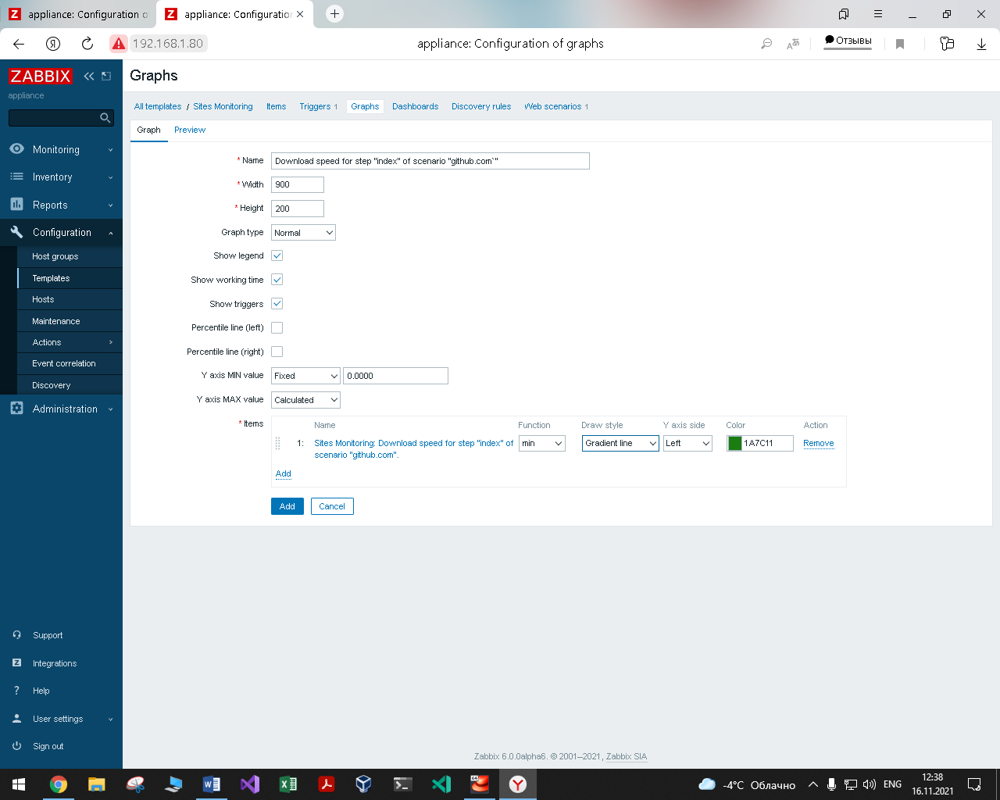 appliance: Configuration o
appliance: Configuration
192.168.1.80
appliance: Configuration of graphs
Отзывы
ZABBIX
appliance
Monitoring
Inventory
Reports
Configuration
Host groups
Templates
Hosts
Maintenance
Actions
Event correlation
Discovery
Administration
Support
Integrations
Help
User settings
Sign out
Graphs
All templates / Sites Monitoring Items Triggers 1 Graphs Dashboards Discovery rules Web scenarios 1
Graph Preview
* Name Download speed for step "index" of scenario "github.com`"
* Width 900
* Height 200
Graph type Normal
Show legend
Show working time
Show triggers
Percentile line (left)
Percentile line (right)
Y axis MIN value Fixed 0.0000
Y axis MAX value Calculated
* Items Name Function Draw style Y axis side Color Action
1: Sites Monitoring: Download speed for step "index" of min Gradient line Left 1A7C11 Remove
scenario "github.com".
Add
Add Cancel
Zabbix 6.0.0alpha6. © 2001–2021, Zabbix SIA
-4°C Облачно ENG 12:38
16.11.2021